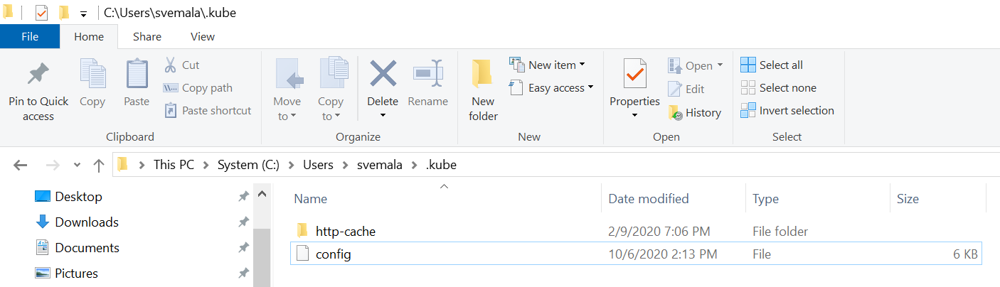 C:\Users\svemala\.kube
File Home Share View
Pin to Quick access
Copy
Paste
Cut
Copy path
Paste shortcut
Clipboard
Move to
Copy to
Delete
Rename
Organize
New folder
New item
Easy access
New
Properties
Open
Edit
History
Open
Select all
Select none
Invert selection
Select
This PC System (C:) Users svemala .kube
Desktop
Downloads
Documents
Pictures
Name Date modified Type Size
http-cache 2/9/2020 7:06 PM File folder
config 10/6/2020 2:13 PM File 6 KB